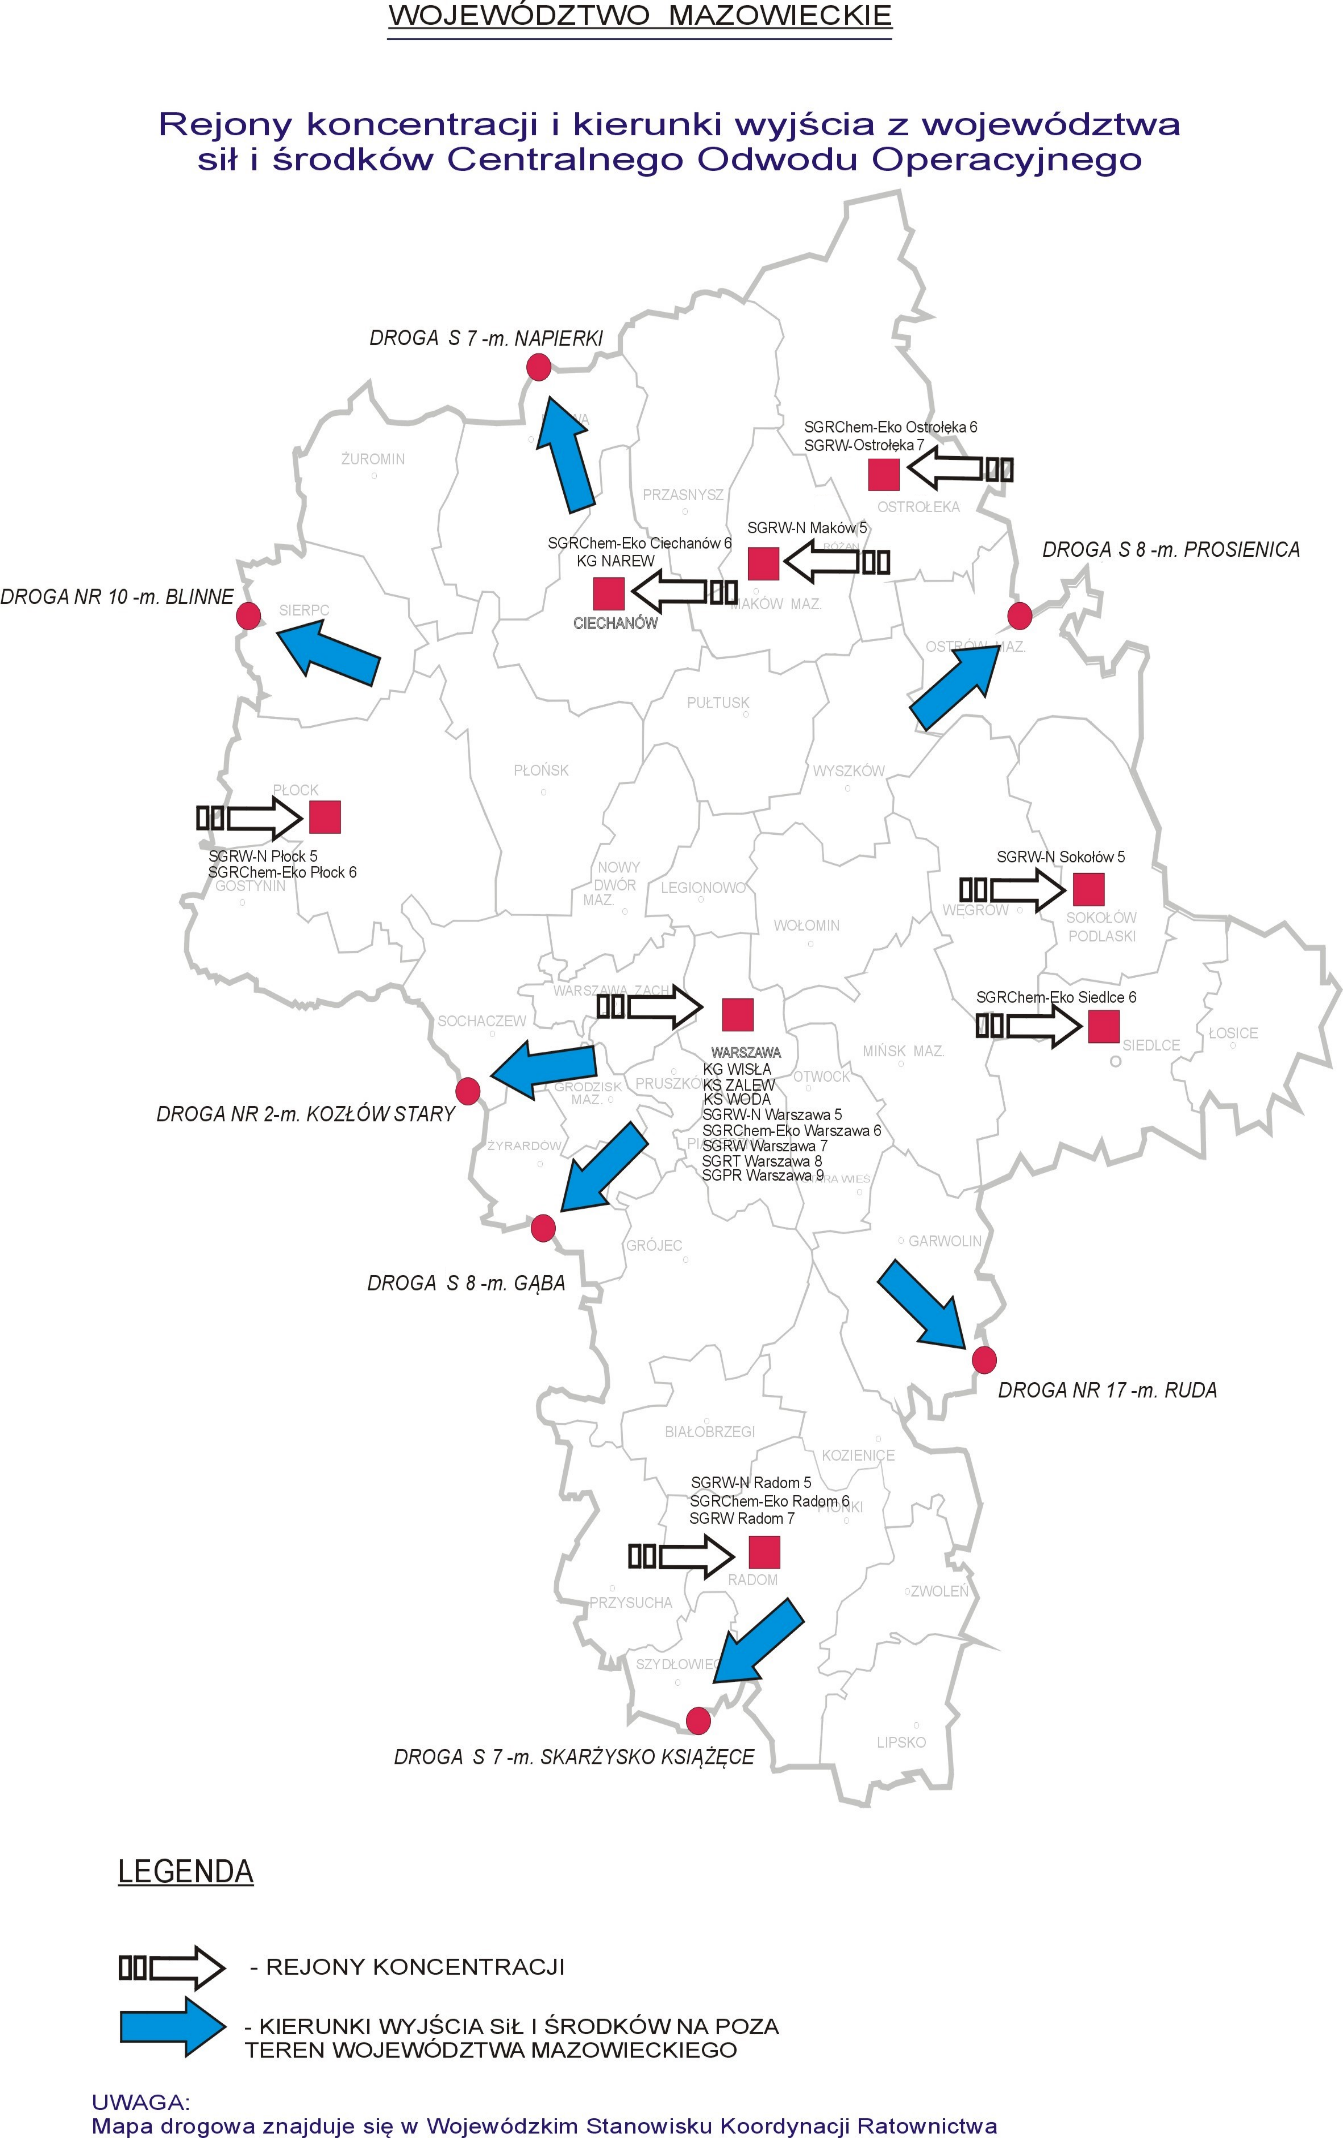 WOJEWÓDZTWO MAZOWIECKIE
Rejony koncentracji i kierunki wyjścia z województwa
sił i środków Centralnego Odwodu Operacyjnego
DROGA S 7 -m. NAPIERKI
ŻUROMIN
SGRChem-Eko Ostrołęka 6
SGRW-Ostrołęka 7
PRZASNYSZ
OSTROŁEKA
SGRW-N Maków 5
SGRChem-Eko Ciechanów 6
KG NAREW
RÓŻAN
DROGA S 8 -m. PROSIENICA
DROGA NR 10 -m. BLINNE
SIERPC
CIECHANÓW
MAKÓW MAZ.
OSTRÓW MAZ.
PUŁTUSK
PŁOŃSK
WYSZKÓW
PŁOCK
SGRW-N Płock 5
SGRChem-Eko Płock 6
GOSTYNIN
NOWY
DWÓR
MAZ.
LEGIONOWO
SGRW-N Sokołów 5
WĘGRÓW
SOKOŁÓW
PODLASKI
WOŁOMIN
WARSZAWA ZACH
SGRChem-Eko Siedlce 6
SOCHACZEW
SIEDLCE
ŁOSICE
WARSZAWA
KG WISŁA
KS ZALEW
KS WODA
SGRW-N Warszawa 5
SGRChem-Eko Warszawa 6
SGRW Warszawa 7
SGRT Warszawa 8
SGPR Warszawa 9
MIŃSK MAZ.
OTWOCK
PRUSZKÓW
GRODZISK
MAZ.
DROGA NR 2-m. KOZŁÓW STARY
ŻYRARDÓW
STARA WIEŚ
GRÓJEC
GARWOLIN
DROGA S 8 -m. GĄBA
DROGA NR 17 -m. RUDA
BIAŁOBRZEGI
KOZIENICE
SGRW-N Radom 5
SGRChem-Eko Radom 6
SGRW Radom 7
PIONKI
RADOM
PRZYSUCHA
ZWOLEŃ
SZYDŁOWIEC
LIPSKO
DROGA S 7 -m. SKARŻYSKO KSIĄŻĘCE
LEGENDA
- REJONY KONCENTRACJI
- KIERUNKI WYJŚCIA SiŁ I ŚRODKÓW NA POZA
TEREN WOJEWÓDZTWA MAZOWIECKIEGO
UWAGA:
Mapa drogowa znajduje się w Wojewódzkim Stanowisku Koordynacji Ratownictwa